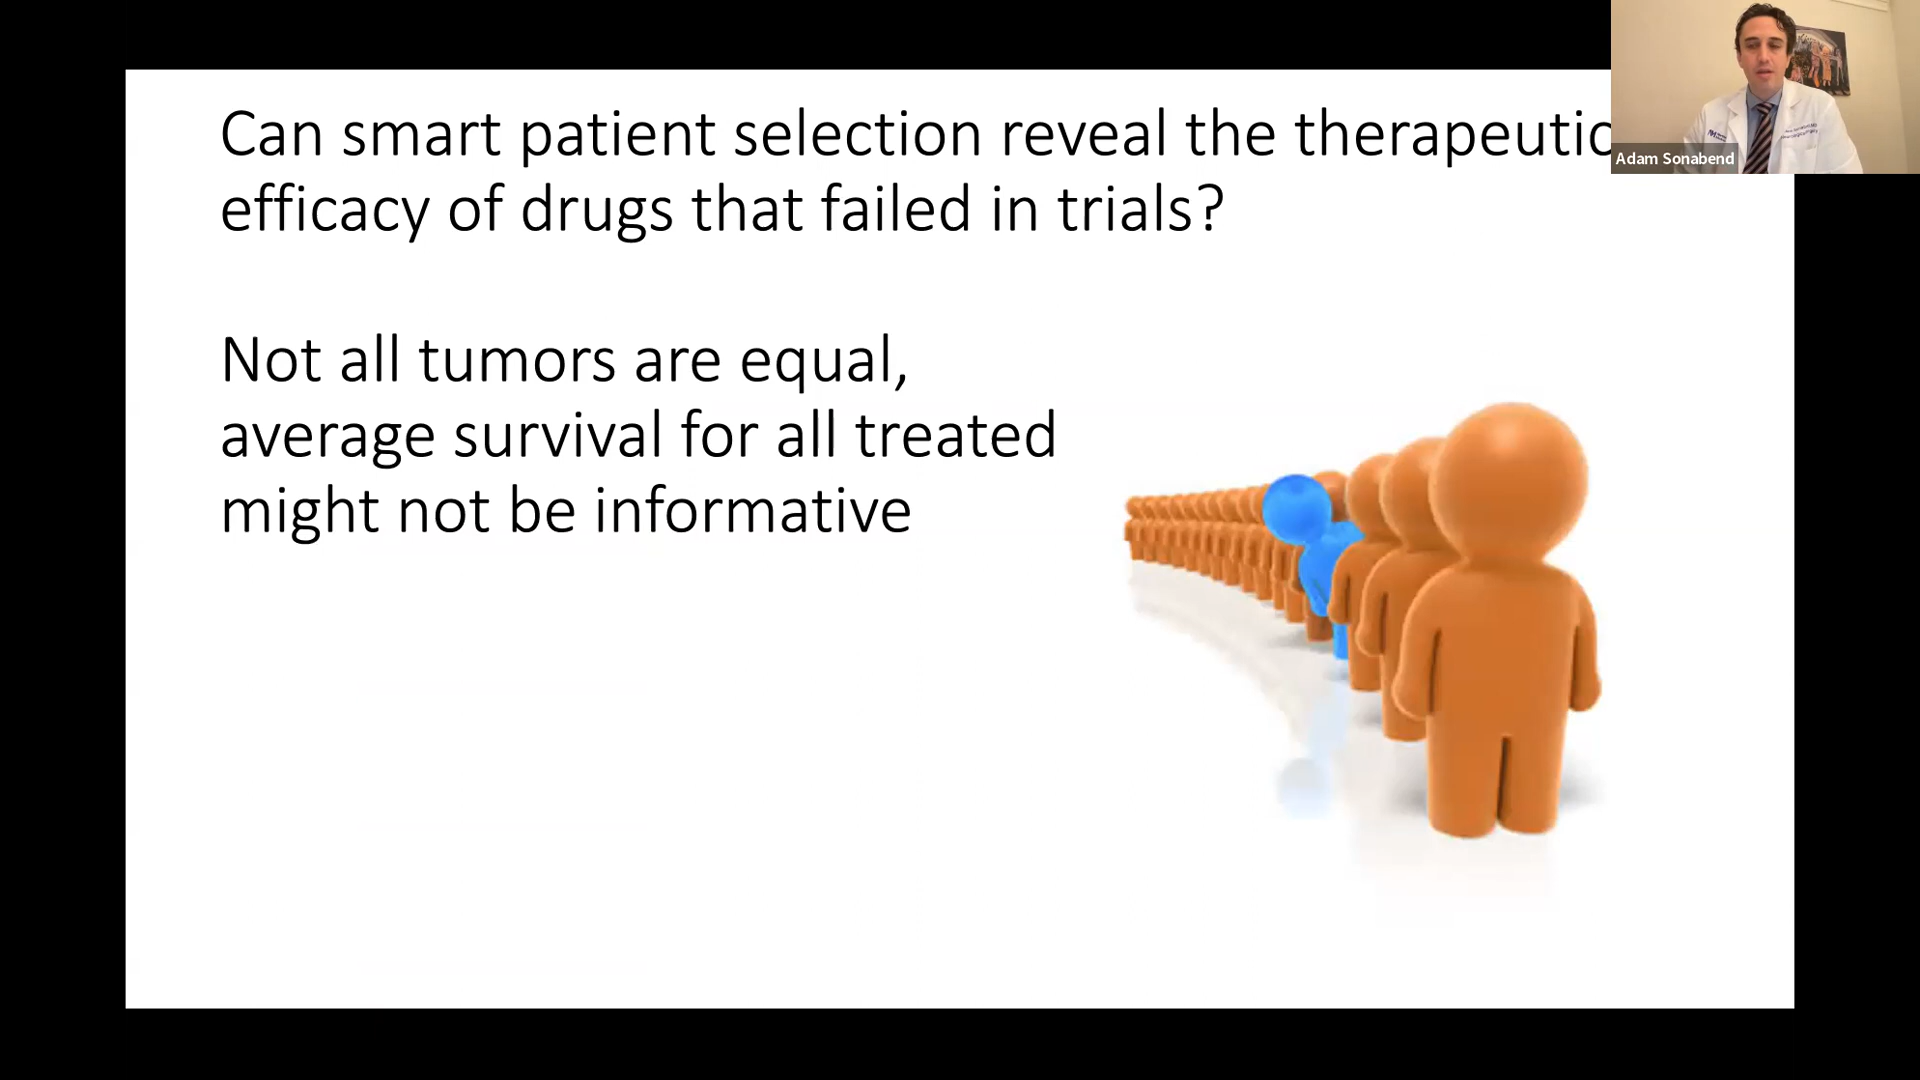 Can smart patient selection reveal the therapeutic
efficacy of drugs that failed in trials?
Not all tumors are equal,
average survival for all treated
might not be informative
Adam Sonabend